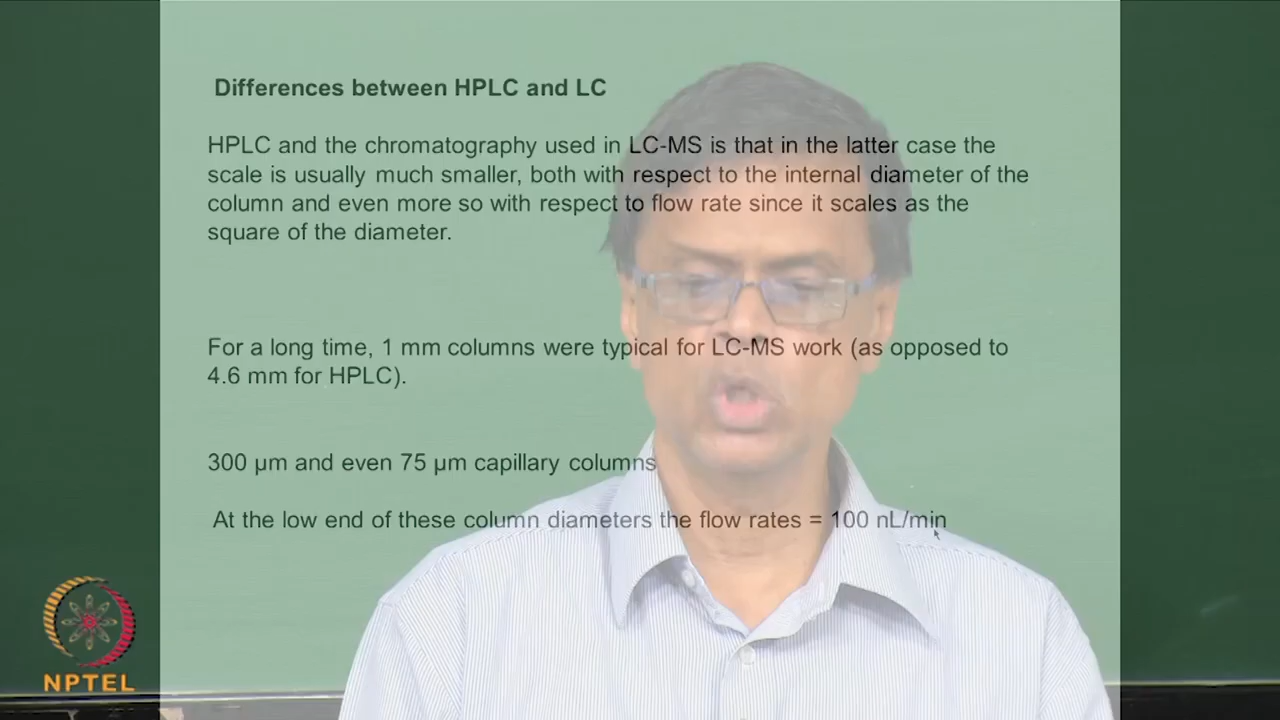 Differences between HPLC and LC
HPLC and the chromatography used in LC-MS is that in the latter case the
scale is usually much smaller, both with respect to the internal diameter of the
column and even more so with respect to flow rate since it scales as the
square of the diameter.
For a long time, 1 mm columns were typical for LC-MS work (as opposed to
4.6 mm for HPLC).
300 µm and even 75 µm capillary columns
At the low end of these column diameters the flow rates = 100 nL/min
NPTEL